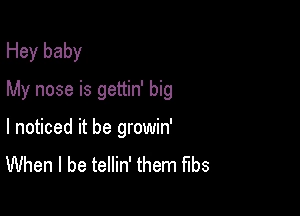 Hey baby
My nose is gettin' big
I noticed it be growin'
When I be tellin' them fibs